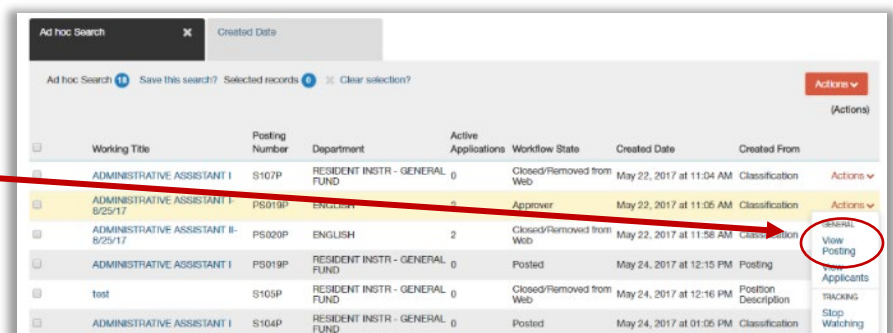 Ad hoc Search X Created Date
Ad hoc Search 18 Save this search? Selected records 0 X Clear selection?
Actions
(Actions)
Working Title Posting Number Department Active Applications Workflow State Created Date Created From
ADMINISTRATIVE ASSISTANT I S107P RESIDENT INSTR - GENERAL FUND 0 Closed/Removed from Web May 22, 2017 at 11:04 AM Classification Actions
ADMINISTRATIVE ASSISTANT I-8/25/17 PS019P ENGLISH 2 Approver May 22, 2017 at 11:05 AM Classification Actions
ADMINISTRATIVE ASSISTANT II-8/25/17 PS020P ENGLISH 2 Closed/Removed from Web May 22, 2017 at 11:58 AM Classification
ADMINISTRATIVE ASSISTANT I PS019P RESIDENT INSTR - GENERAL FUND 0 Posted May 24, 2017 at 12:15 PM Posting
test S105P RESIDENT INSTR - GENERAL FUND 0 Closed/Removed from Web May 24, 2017 at 12:16 PM Position Description
ADMINISTRATIVE ASSISTANT I S104P RESIDENT INSTR - GENERAL FUND 0 Posted May 24, 2017 at 01:05 PM Classification
GENERAL
View Posting
View Applicants
TRACKING
Stop Watching